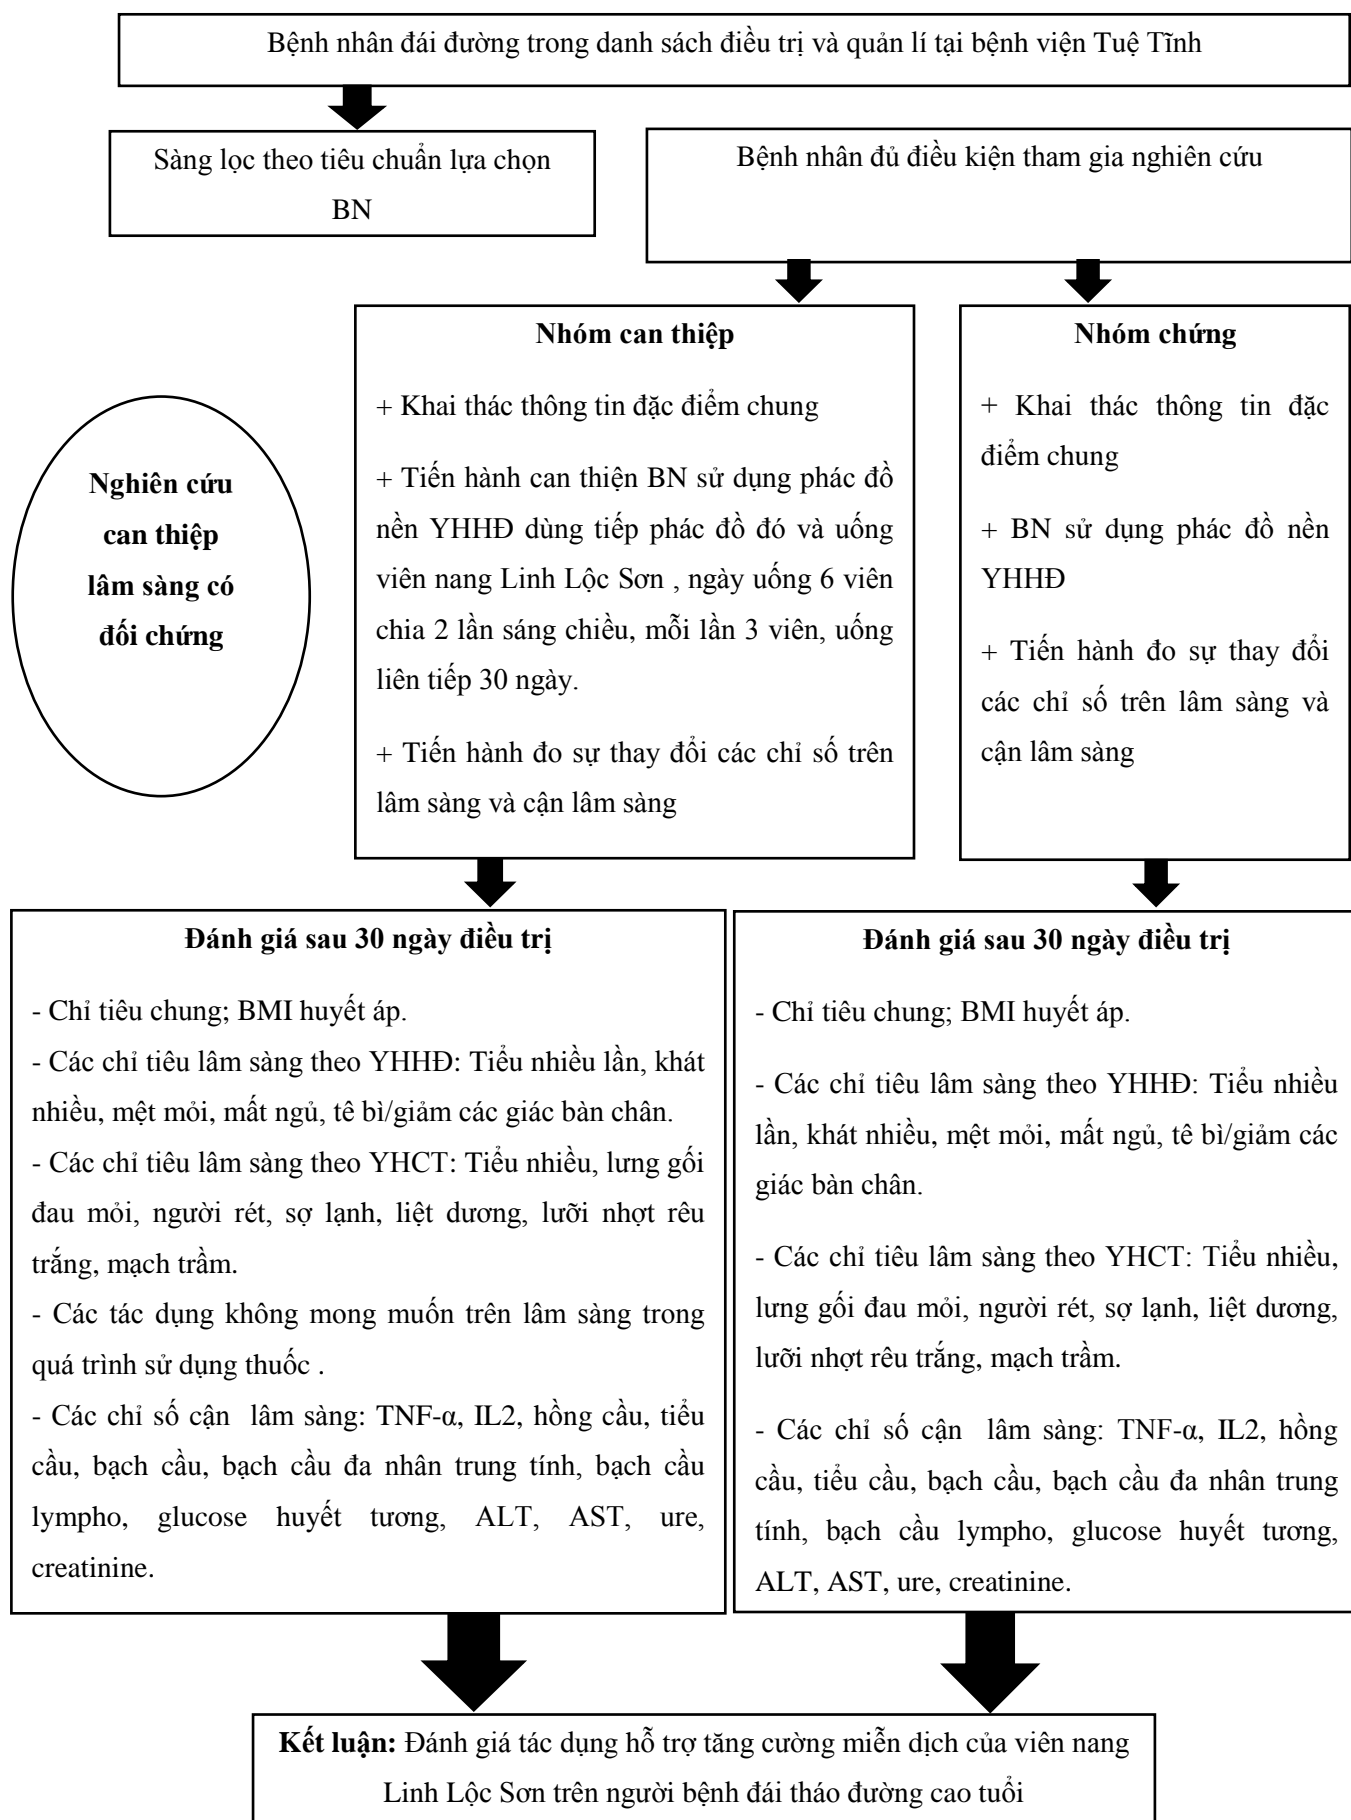 Bệnh nhân đái đường trong danh sách điều trị và quản lí tại bệnh viện Tuệ Tĩnh
Sàng lọc theo tiêu chuẩn lựa chọn
BN
Bệnh nhân đủ điều kiện tham gia nghiên cứu
Nghiên cứu
can thiệp
lâm sàng có
đối chứng
Nhóm can thiệp
+ Khai thác thông tin đặc điểm chung
+ Tiến hành can thiện BN sử dụng phác đồ
nền YHHĐ dùng tiếp phác đồ đó và uống
viên nang Linh Lộc Sơn , ngày uống 6 viên
chia 2 lần sáng chiều, mỗi lần 3 viên, uống
liên tiếp 30 ngày.
+ Tiến hành đo sự thay đổi các chỉ số trên
lâm sàng và cận lâm sàng
Nhóm chứng
+ Khai thác thông tin đặc
điểm chung
+ BN sử dụng phác đồ nền
YHHĐ
+ Tiến hành đo sự thay đổi
các chỉ số trên lâm sàng và
cận lâm sàng
Đánh giá sau 30 ngày điều trị
- Chỉ tiêu chung; BMI huyết áp.
- Các chỉ tiêu lâm sàng theo YHHĐ: Tiểu nhiều lần, khát
nhiều, mệt mỏi, mất ngủ, tê bì/giảm các giác bàn chân.
- Các chỉ tiêu lâm sàng theo YHCT: Tiểu nhiều, lưng gối
đau mỏi, người rét, sợ lạnh, liệt dương, lưỡi nhợt rêu
trắng, mạch trầm.
- Các tác dụng không mong muốn trên lâm sàng trong
quá trình sử dụng thuốc .
- Các chỉ số cận lâm sàng: TNF-α, IL2, hồng cầu, tiểu
cầu, bạch cầu, bạch cầu đa nhân trung tính, bạch cầu
lympho, glucose huyết tương, ALT, AST, ure,
creatinine.
Đánh giá sau 30 ngày điều trị
- Chỉ tiêu chung; BMI huyết áp.
- Các chỉ tiêu lâm sàng theo YHHĐ: Tiểu nhiều
lần, khát nhiều, mệt mỏi, mất ngủ, tê bì/giảm các
giác bàn chân.
- Các chỉ tiêu lâm sàng theo YHCT: Tiểu nhiều,
lưng gối đau mỏi, người rét, sợ lạnh, liệt dương,
lưỡi nhợt rêu trắng, mạch trầm.
- Các chỉ số cận lâm sàng: TNF-α, IL2, hồng
cầu, tiểu cầu, bạch cầu, bạch cầu đa nhân trung
tính, bạch cầu lympho, glucose huyết tương,
ALT, AST, ure, creatinine.
Kết luận: Đánh giá tác dụng hỗ trợ tăng cường miễn dịch của viên nang
Linh Lộc Sơn trên người bệnh đái tháo đường cao tuổi